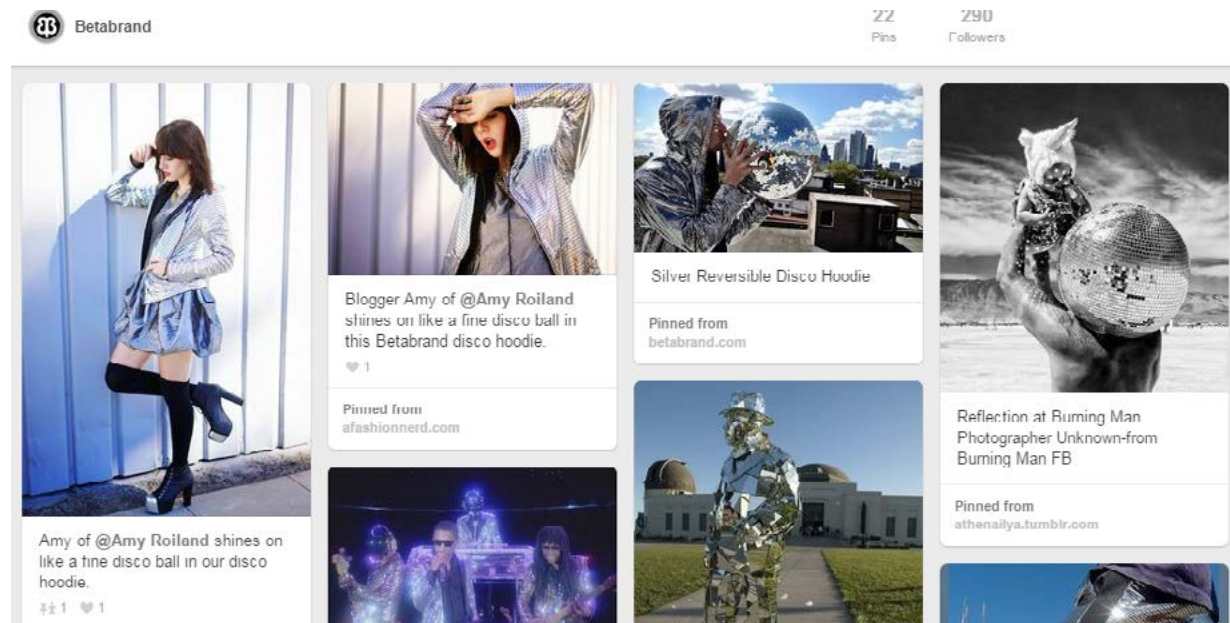 Betabrand
22
Pins
290
Followers
Amy of @Amy Roiland shines on
like a fine disco ball in our disco
hoodie.
1 1
Blogger Amy of @Amy Roiland
shines on like a fine disco ball in
this Betabrand disco hoodie.
1
Pinned from
afashionnerd.com
Silver Reversible Disco Hoodie
Pinned from
betabrand.com
Reflection at Burning Man
Photographer Unknown-from
Burning Man FB
Pinned from
athenailya.tumblr.com